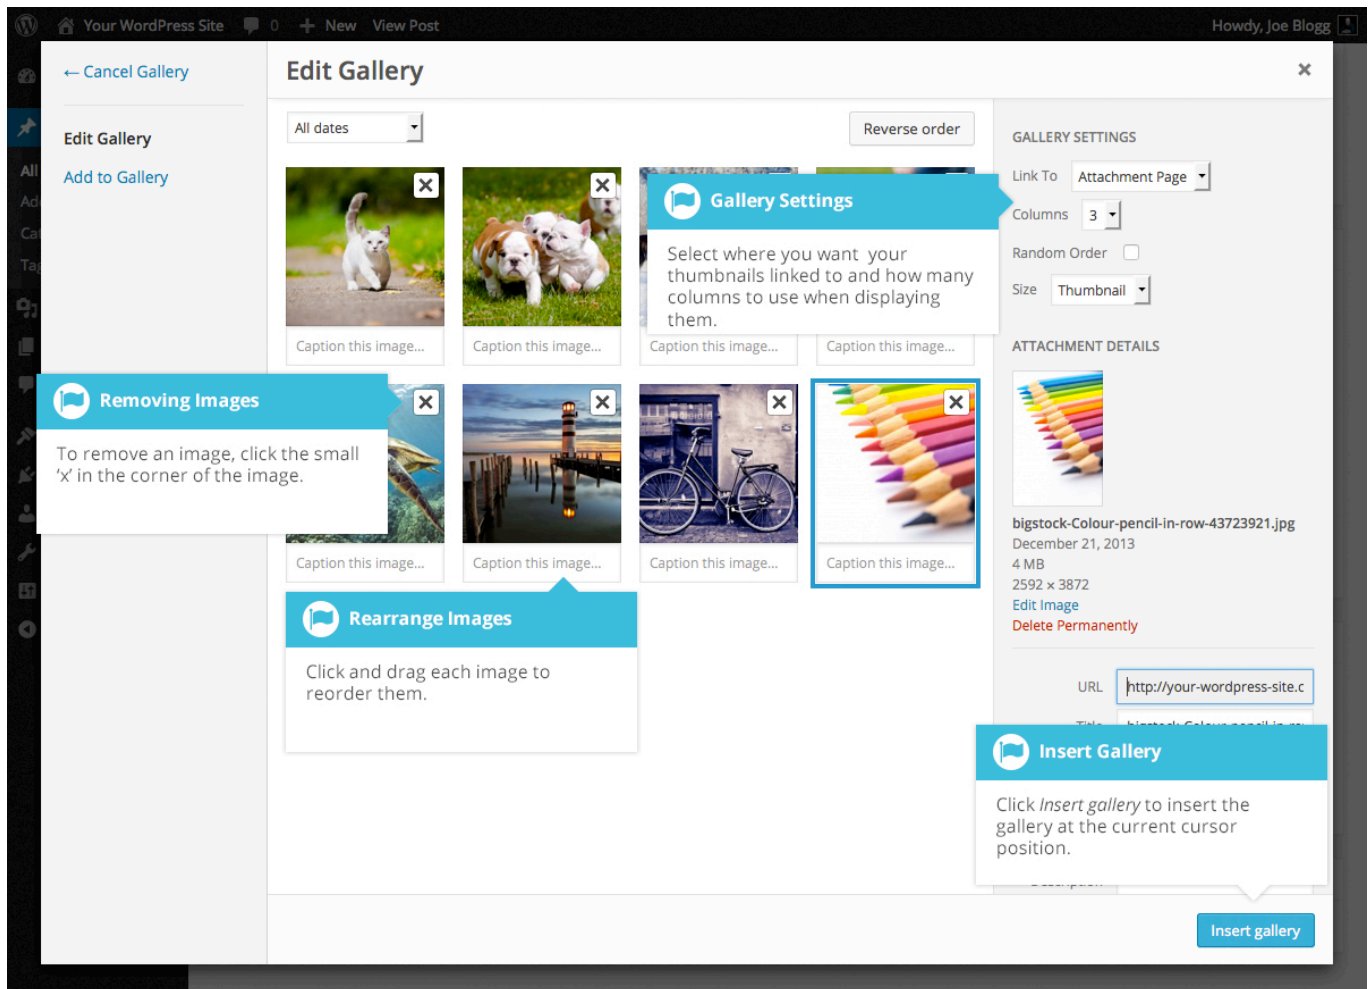 Your WordPress Site 0 New View Post Howdy, Joe Blogg
← Cancel Gallery
Edit Gallery
Add to Gallery
All
Edit Gallery
All dates
Reverse order
Caption this image...
Caption this image...
Caption this image...
Caption this image...
Gallery Settings
Select where you want your
thumbnails linked to and how many
columns to use when displaying
them.
Removing Images
To remove an image, click the small
‘x’ in the corner of the image.
Caption this image...
Caption this image...
Caption this image...
Caption this image...
Rearrange Images
Click and drag each image to
reorder them.
GALLERY SETTINGS
Link To Attachment Page
Columns 3
Random Order
Size Thumbnail
ATTACHMENT DETAILS
bigstock-Colour-pencil-in-row-43723921.jpg
December 21, 2013
4 MB
2592 × 3872
Edit Image
Delete Permanently
URL http://your-wordpress-site.c
Insert Gallery
Click Insert gallery to insert the
gallery at the current cursor
position.
Insert gallery